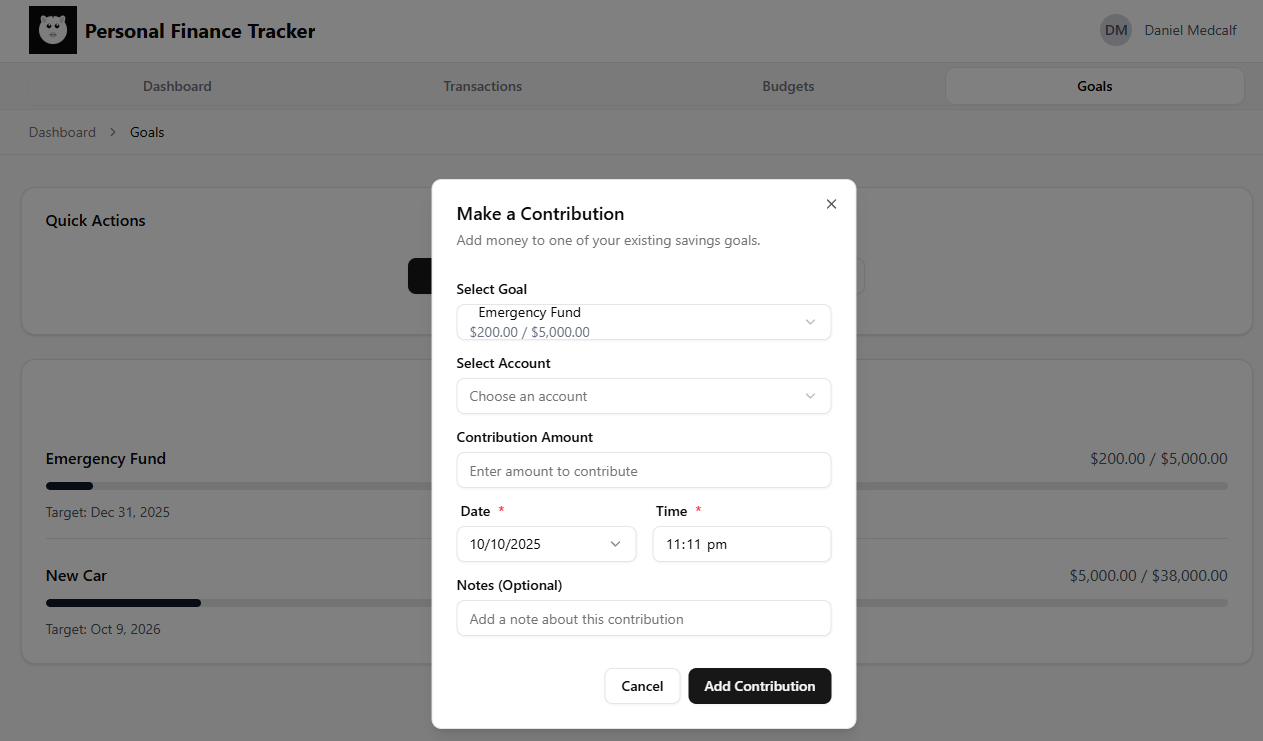 Personal Finance Tracker
DM Daniel Medcalf
Dashboard Transactions Budgets Goals
Dashboard > Goals
Quick Actions
Make a Contribution
Add money to one of your existing savings goals.
Select Goal
Emergency Fund
$200.00 / $5,000.00
Select Account
Choose an account
Contribution Amount
Enter amount to contribute
Date * Time *
10/10/2025 11:11 pm
Notes (Optional)
Add a note about this contribution
Cancel Add Contribution
Emergency Fund $200.00 / $5,000.00
Target: Dec 31, 2025
New Car $5,000.00 / $38,000.00
Target: Oct 9, 2026